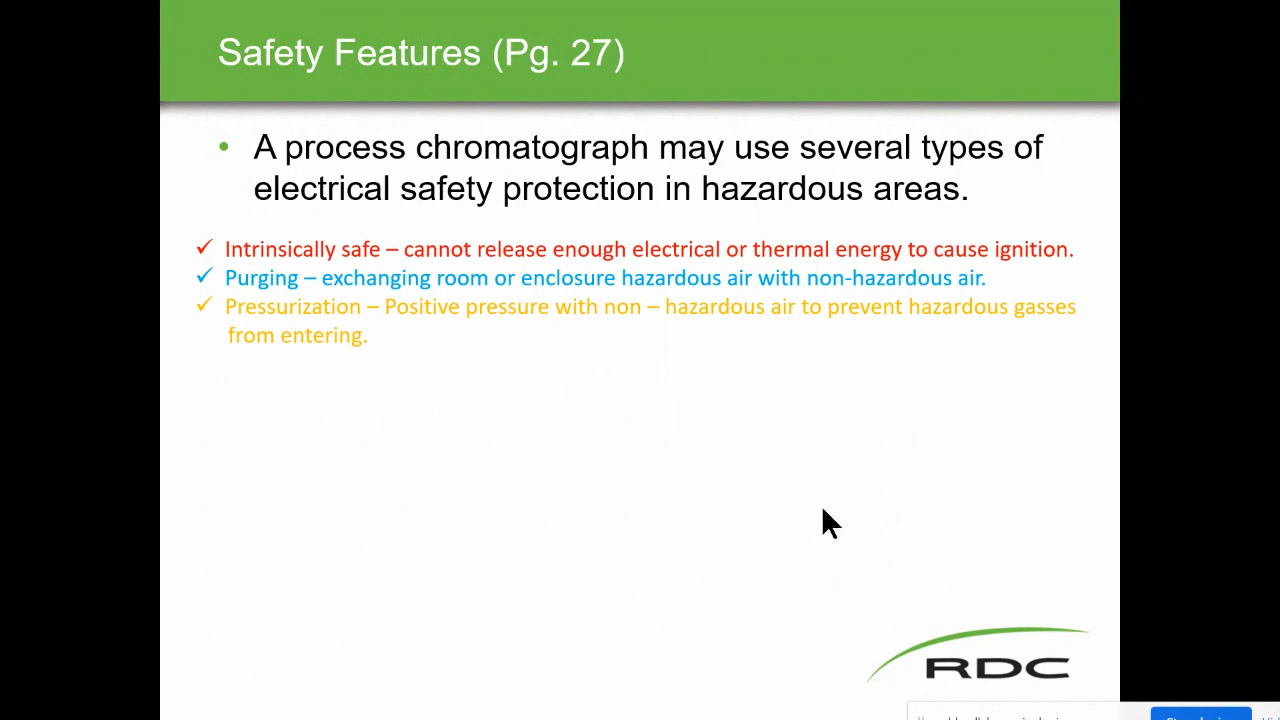 Safety Features (Pg. 27)
• A process chromatograph may use several types of
electrical safety protection in hazardous areas.
✓ Intrinsically safe – cannot release enough electrical or thermal energy to cause ignition.
✓ Purging – exchanging room or enclosure hazardous air with non-hazardous air.
✓ Pressurization – Positive pressure with non – hazardous air to prevent hazardous gasses
from entering.
RDC